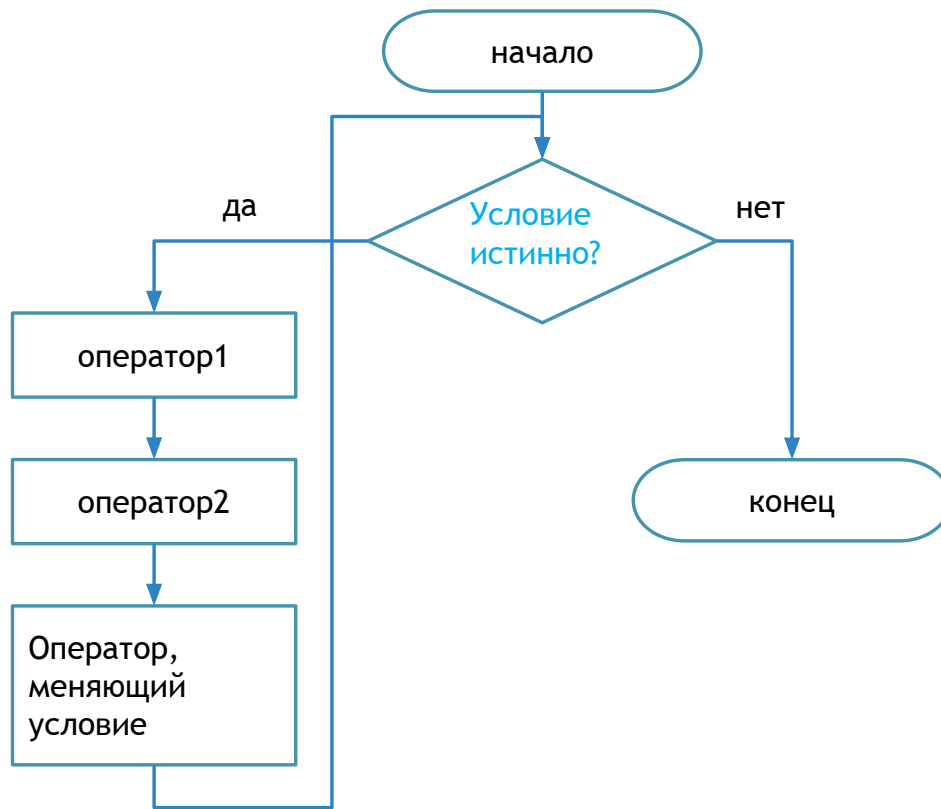 начало
да
Условие
истинно?
нет
оператор1
оператор2
конец
Оператор,
меняющий
условие